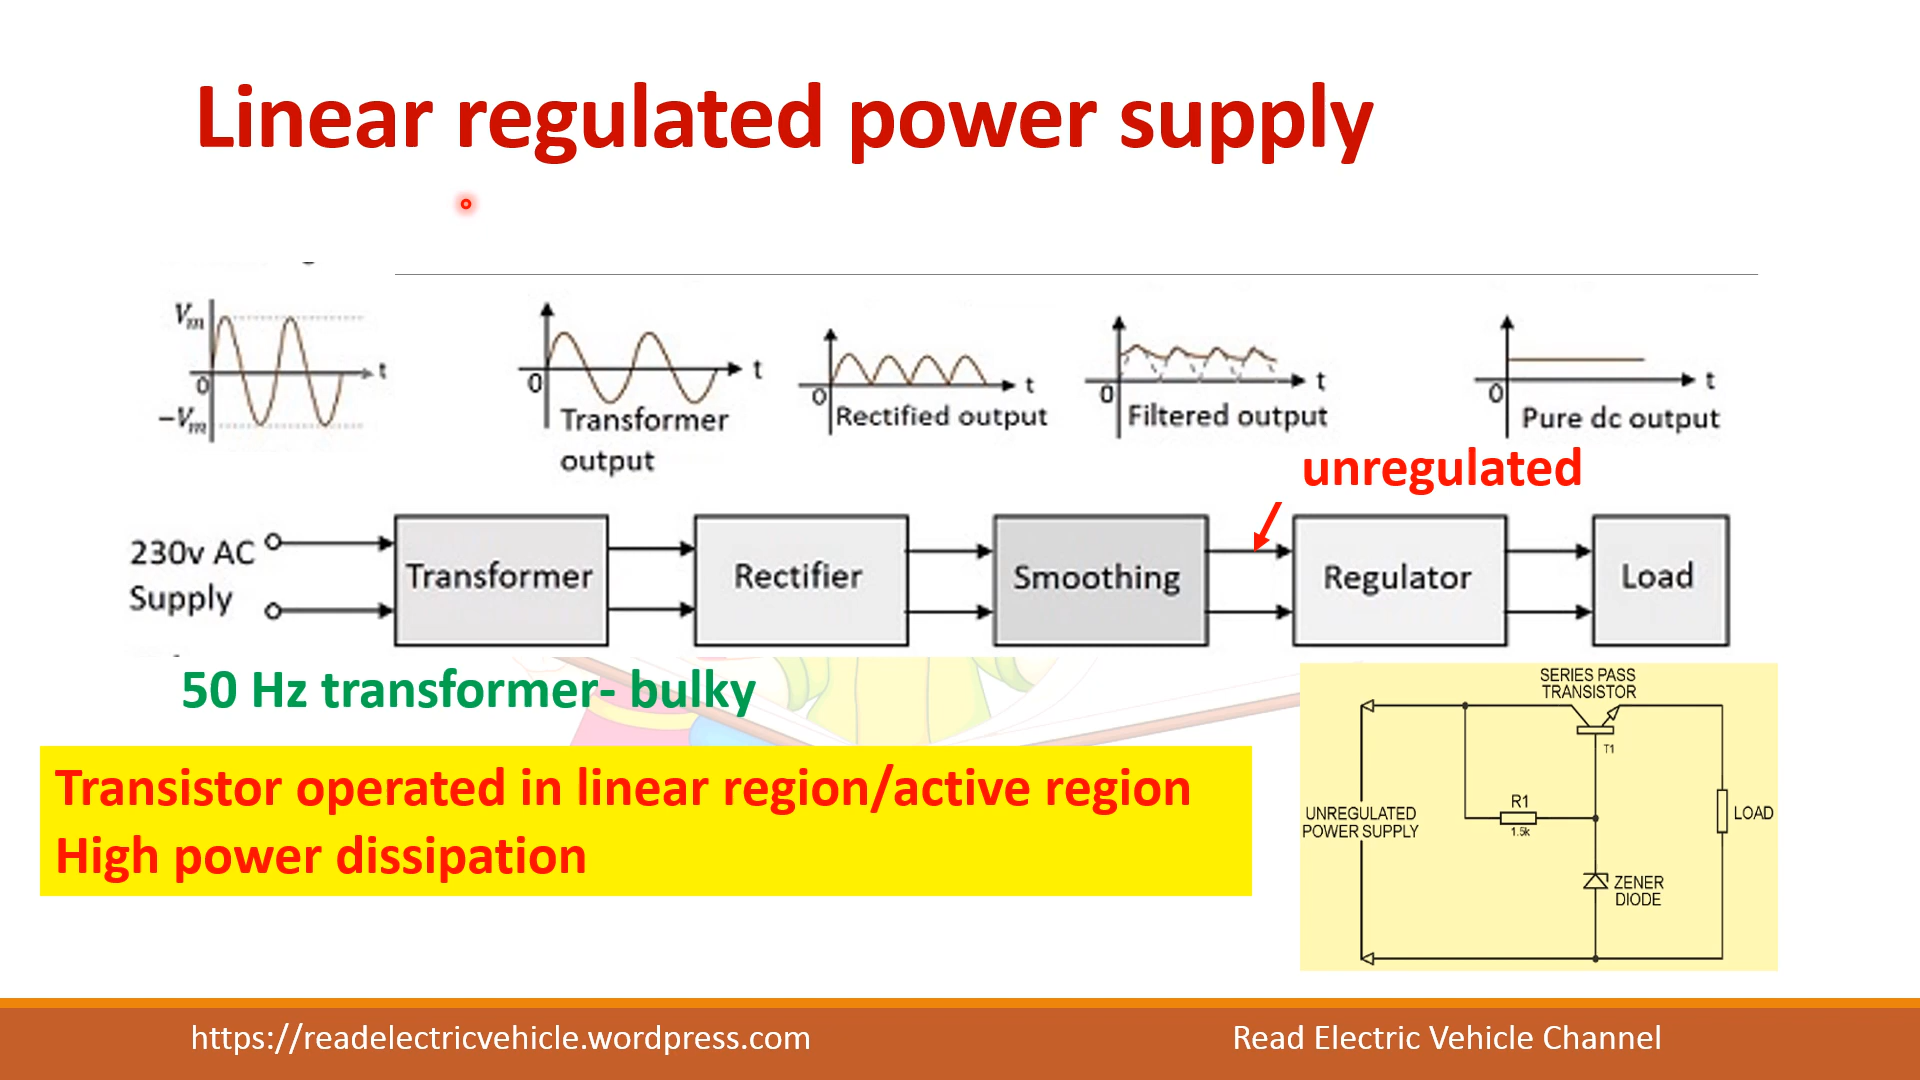 Linear regulated power supply
Vm
0
t
−Vm
0
t
Transformer
output
0
t
Rectified output
0
t
Filtered output
0
t
Pure dc output
unregulated
230v AC
Supply
Transformer
Rectifier
Smoothing
Regulator
Load
50 Hz transformer- bulky
Transistor operated in linear region/active region
High power dissipation
SERIES PASS
TRANSISTOR
T1
R1
1.5k
UNREGULATED
POWER SUPPLY
LOAD
ZENER
DIODE
https://readelectricvehicle.wordpress.com
Read Electric Vehicle Channel